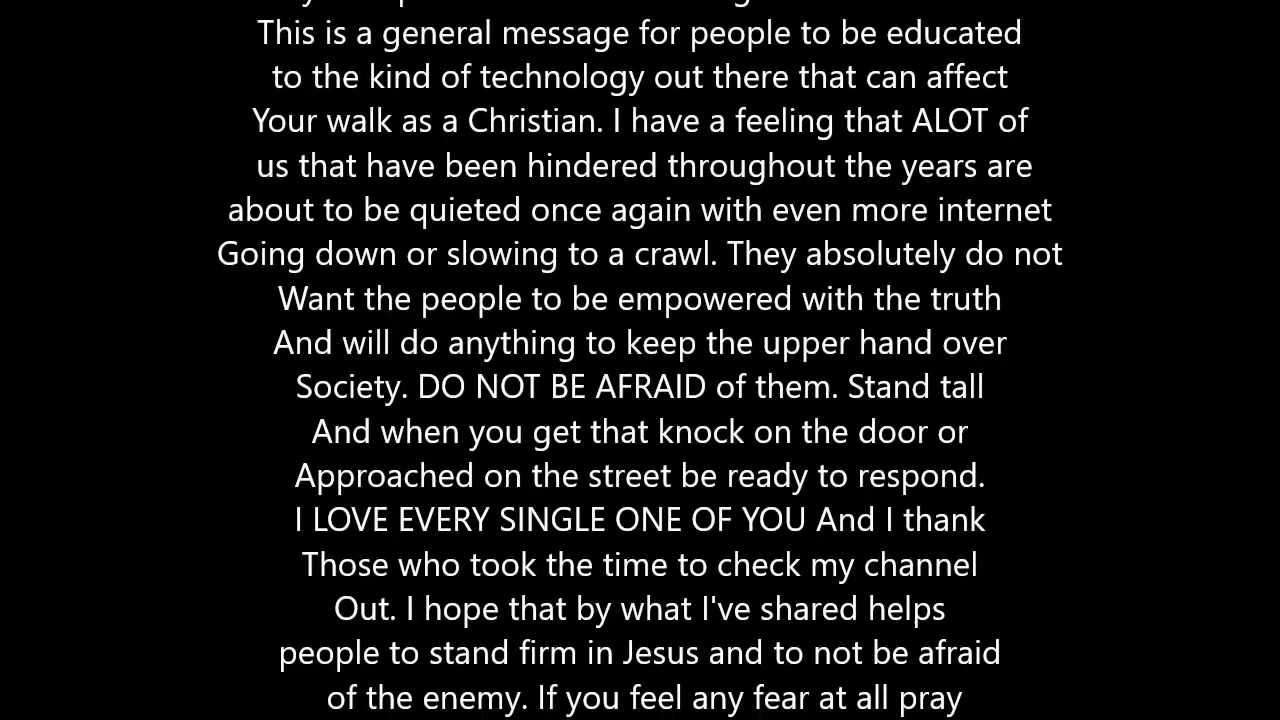 This is a general message for people to be educated
to the kind of technology out there that can affect
Your walk as a Christian. I have a feeling that ALOT of
us that have been hindered throughout the years are
about to be quieted once again with even more internet
Going down or slowing to a crawl. They absolutely do not
Want the people to be empowered with the truth
And will do anything to keep the upper hand over
Society. DO NOT BE AFRAID of them. Stand tall
And when you get that knock on the door or
Approached on the street be ready to respond.
I LOVE EVERY SINGLE ONE OF YOU And I thank
Those who took the time to check my channel
Out. I hope that by what I've shared helps
people to stand firm in Jesus and to not be afraid
of the enemy. If you feel any fear at all pray